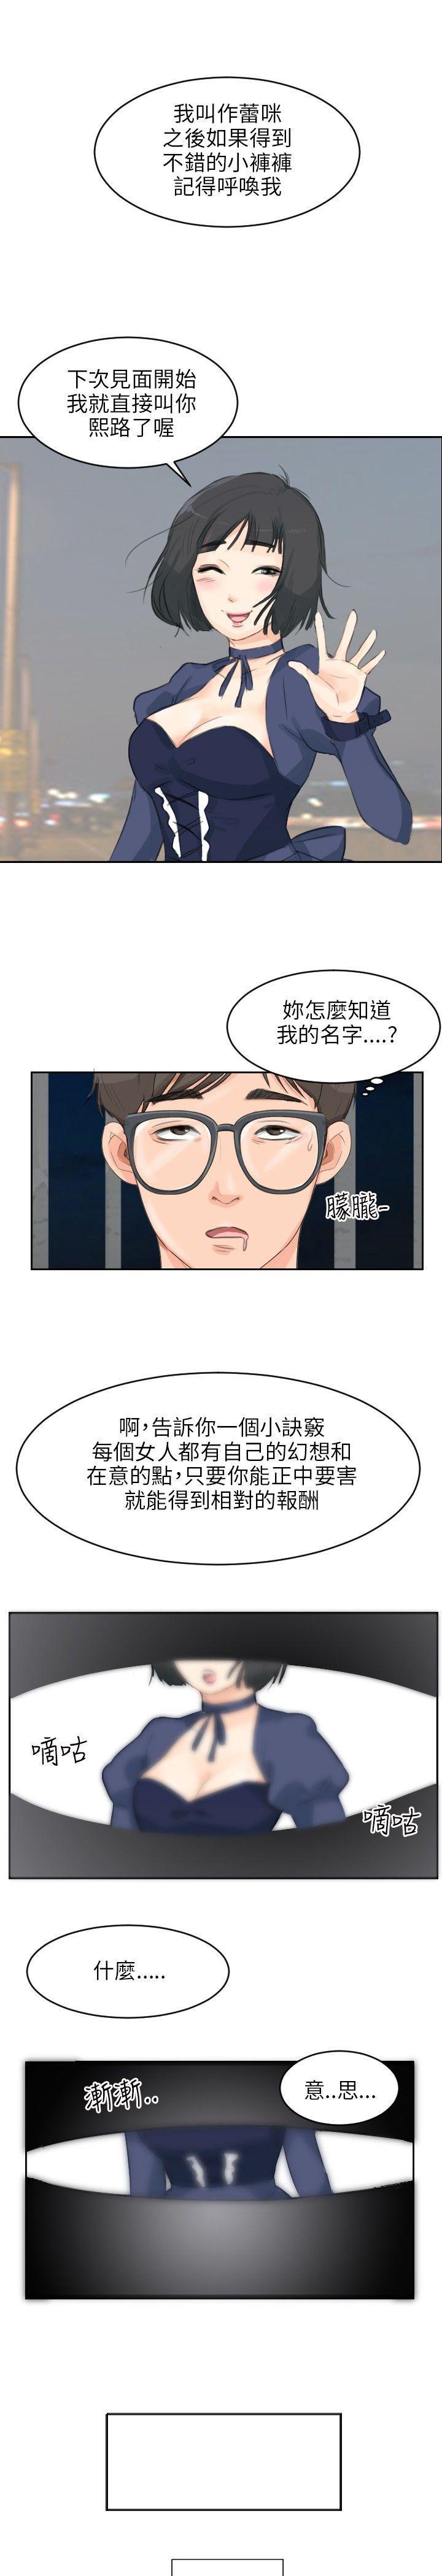 我叫作蕾咪
之後如果得到
不錯的小褲褲
記得呼喚我
下次見面開始
我就直接叫你
熙路了喔
妳怎麼知道
我的名字....?
朦朧~
啊,告訴你一個小訣竅
每個女人都有自己的幻想和
在意的點,只要你能正中要害
就能得到相對的報酬
嘀咕
嘀咕
什麼.....
漸漸..
意..思...